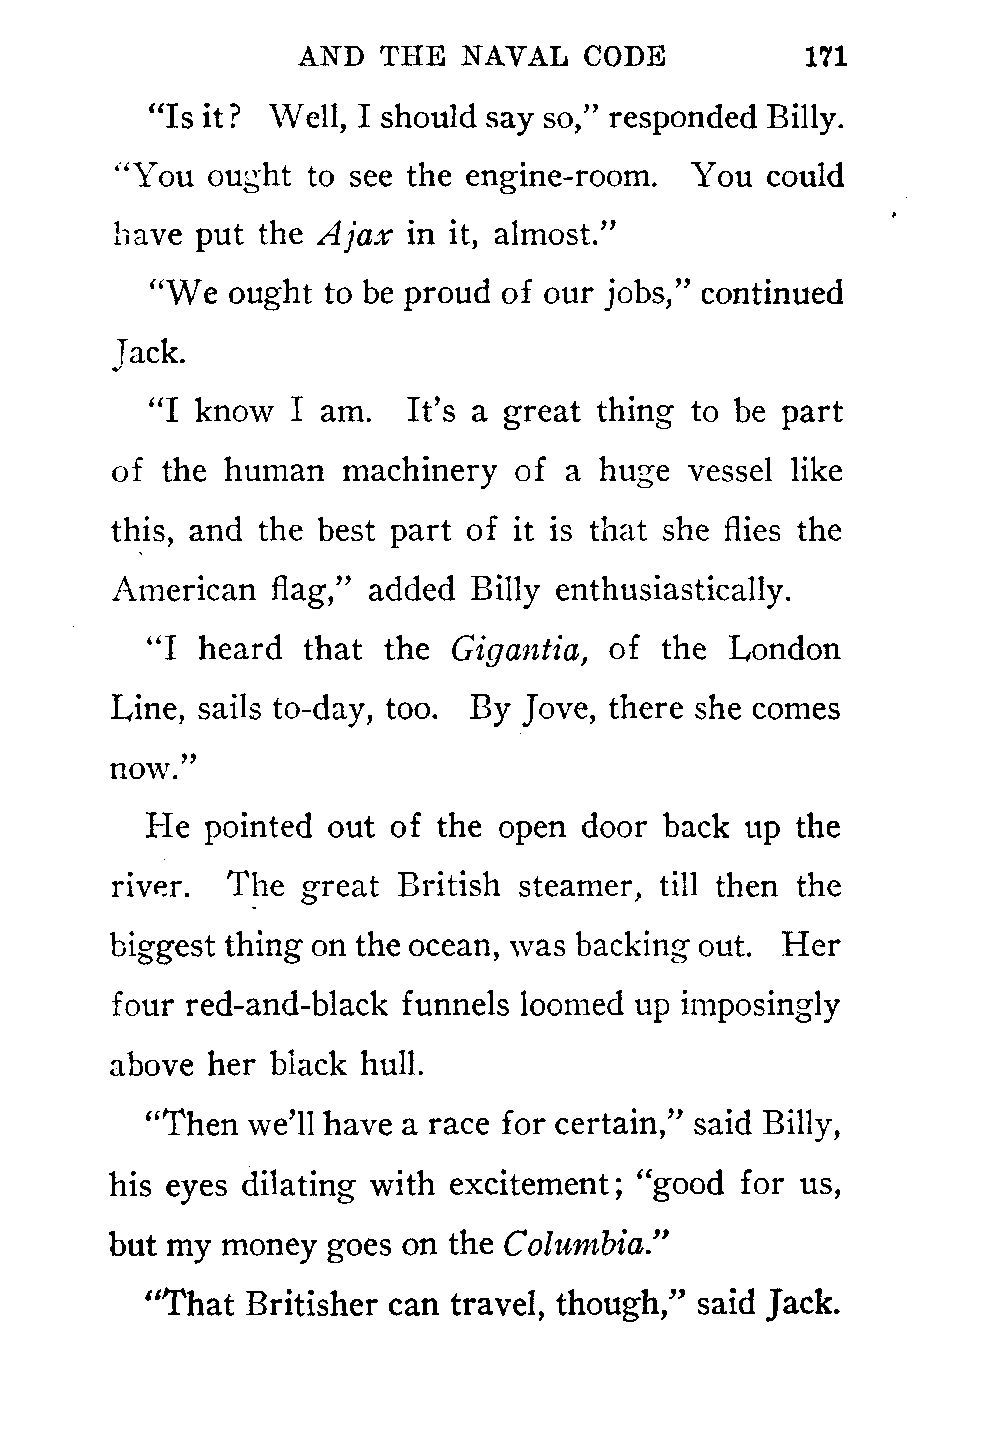 AND THE NAVAL CODE 171
“Is it? Well, I should say so,” responded Billy.
“You ought to see the engine-room. You could
have put the Ajax in it, almost.”
“We ought to be proud of our jobs,” continued
Jack.
“I know I am. It’s a great thing to be part
of the human machinery of a huge vessel like
this, and the best part of it is that she flies the
American flag,” added Billy enthusiastically.
“I heard that the Gigantia, of the London
Line, sails to-day, too. By Jove, there she comes
now.”
He pointed out of the open door back up the
river. The great British steamer, till then the
biggest thing on the ocean, was backing out. Her
four red-and-black funnels loomed up imposingly
above her black hull.
“Then we’ll have a race for certain,” said Billy,
his eyes dilating with excitement; “good for us,
but my money goes on the Columbia.”
“That Britisher can travel, though,” said Jack.